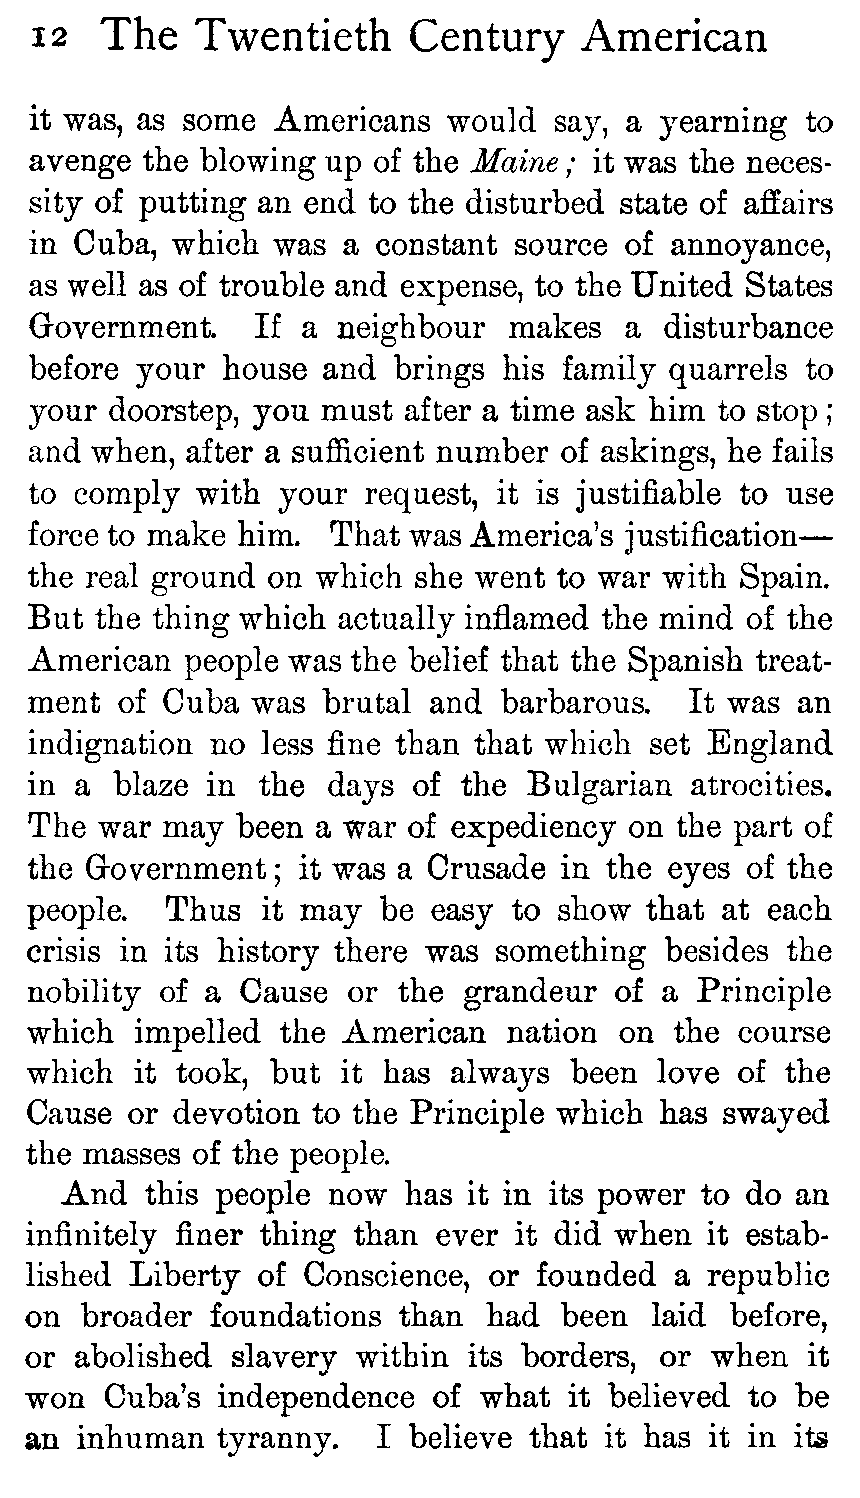 12 The Twentieth Century American
it was, as some Americans would say, a yearning to
avenge the blowing up of the Maine; it was the neces-
sity of putting an end to the disturbed state of affairs
in Cuba, which was a constant source of annoyance,
as well as of trouble and expense, to the United States
Government. If a neighbour makes a disturbance
before your house and brings his family quarrels to
your doorstep, you must after a time ask him to stop;
and when, after a sufficient number of askings, he fails
to comply with your request, it is justifiable to use
force to make him. That was America's justification—
the real ground on which she went to war with Spain.
But the thing which actually inflamed the mind of the
American people was the belief that the Spanish treat-
ment of Cuba was brutal and barbarous. It was an
indignation no less fine than that which set England
in a blaze in the days of the Bulgarian atrocities.
The war may been a war of expediency on the part of
the Government; it was a Crusade in the eyes of the
people. Thus it may be easy to show that at each
crisis in its history there was something besides the
nobility of a Cause or the grandeur of a Principle
which impelled the American nation on the course
which it took, but it has always been love of the
Cause or devotion to the Principle which has swayed
the masses of the people.
And this people now has it in its power to do an
infinitely finer thing than ever it did when it estab-
lished Liberty of Conscience, or founded a republic
on broader foundations than had been laid before,
or abolished slavery within its borders, or when it
won Cuba's independence of what it believed to be
an inhuman tyranny. I believe that it has it in its